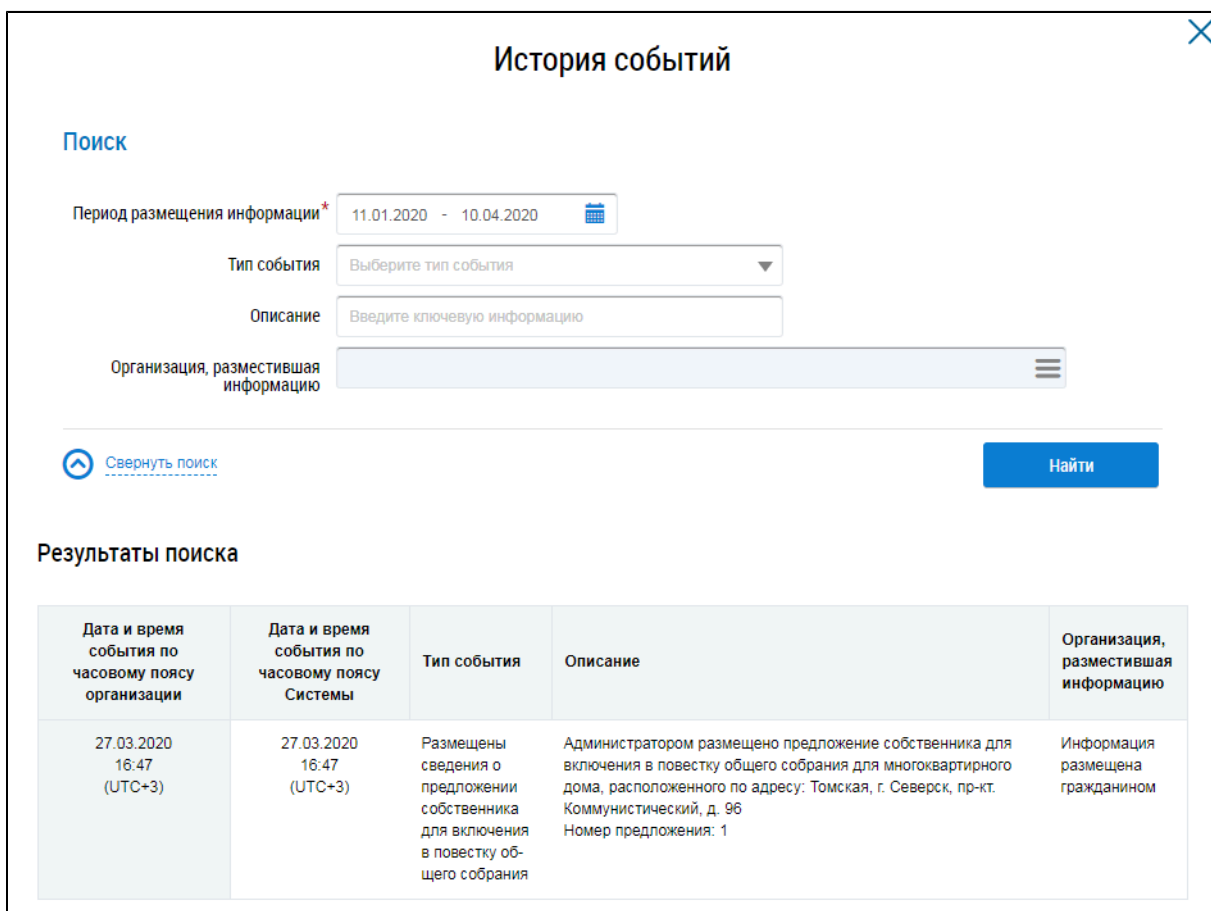 История событий
Поиск
Период размещения информации*
11.01.2020 - 10.04.2020
Тип события
Выберите тип события
Описание
Введите ключевую информацию
Организация, разместившая
информацию
Свернуть поиск
Найти
Результаты поиска
Дата и время
события по
часовому поясу
организации
Дата и время
события по
часовому поясу
Системы
Тип события
Описание
Организация,
разместившая
информацию
27.03.2020
16:47
(UTC+3)
27.03.2020
16:47
(UTC+3)
Размещены
сведения о
предложении
собственника
для включения
в повестку об-
щего собрания
Администратором размещено предложение собственника для
включения в повестку общего собрания для многоквартирного
дома, расположенного по адресу: Томская, г. Северск, пр-кт.
Коммунистический, д. 96
Номер предложения: 1
Информация
размещена
гражданином